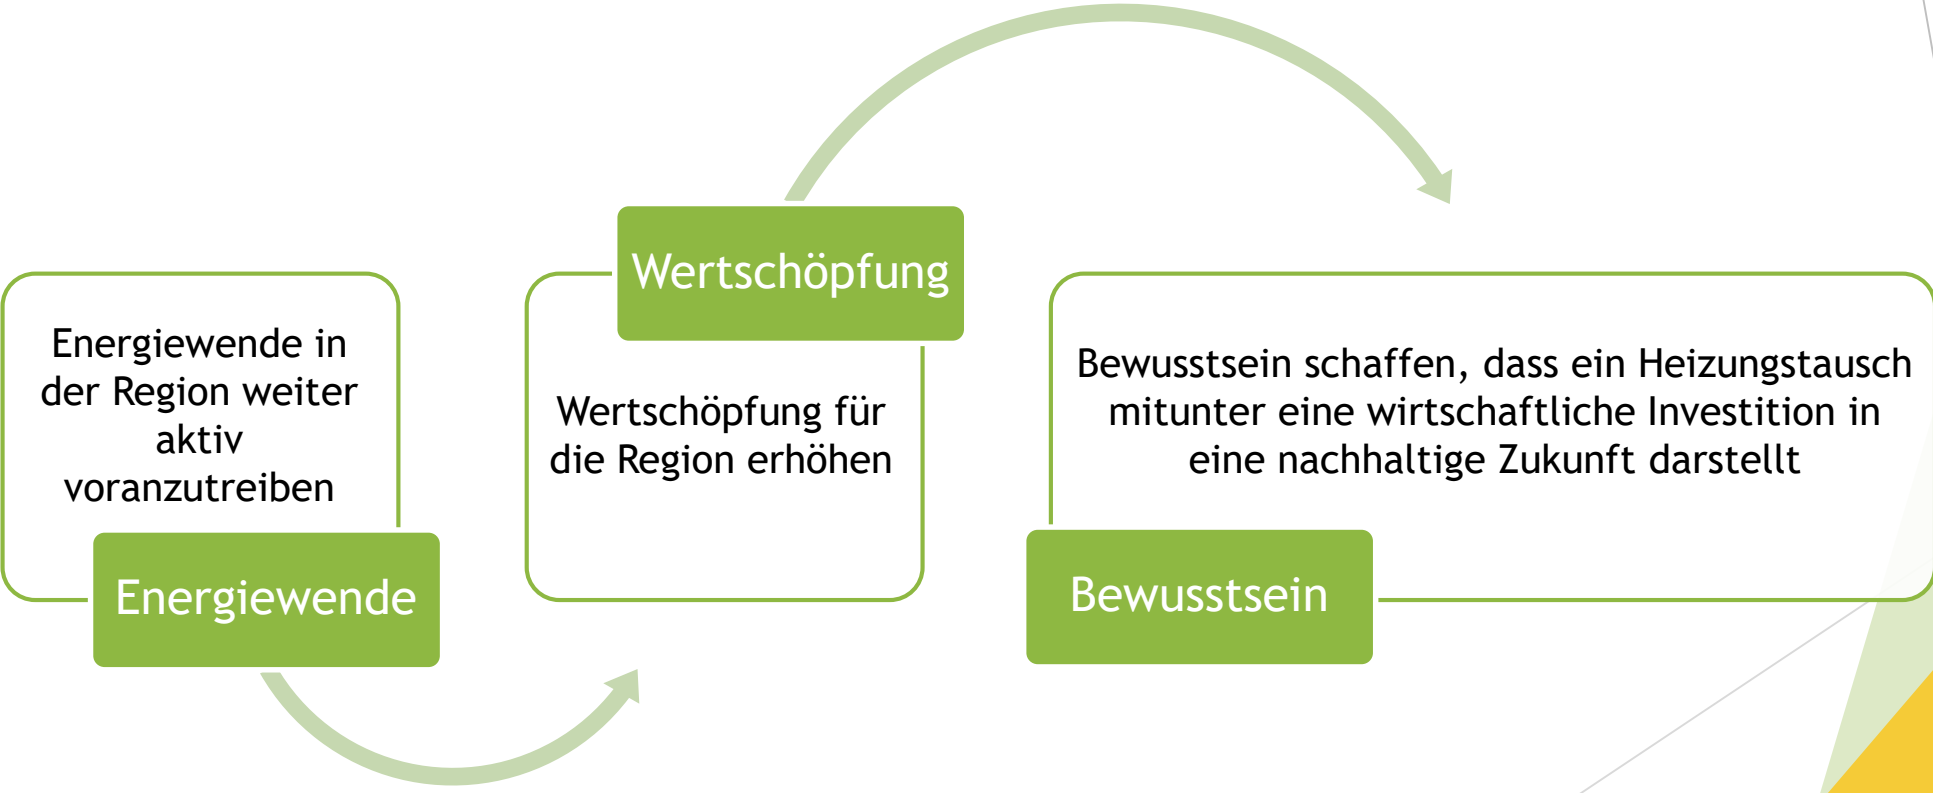 Energiewende in
der Region weiter
aktiv
voranzutreiben
Energiewende
Wertschöpfung
Wertschöpfung für
die Region erhöhen
Bewusstsein schaffen, dass ein Heizungstausch
mitunter eine wirtschaftliche Investition in
eine nachhaltige Zukunft darstellt
Bewusstsein